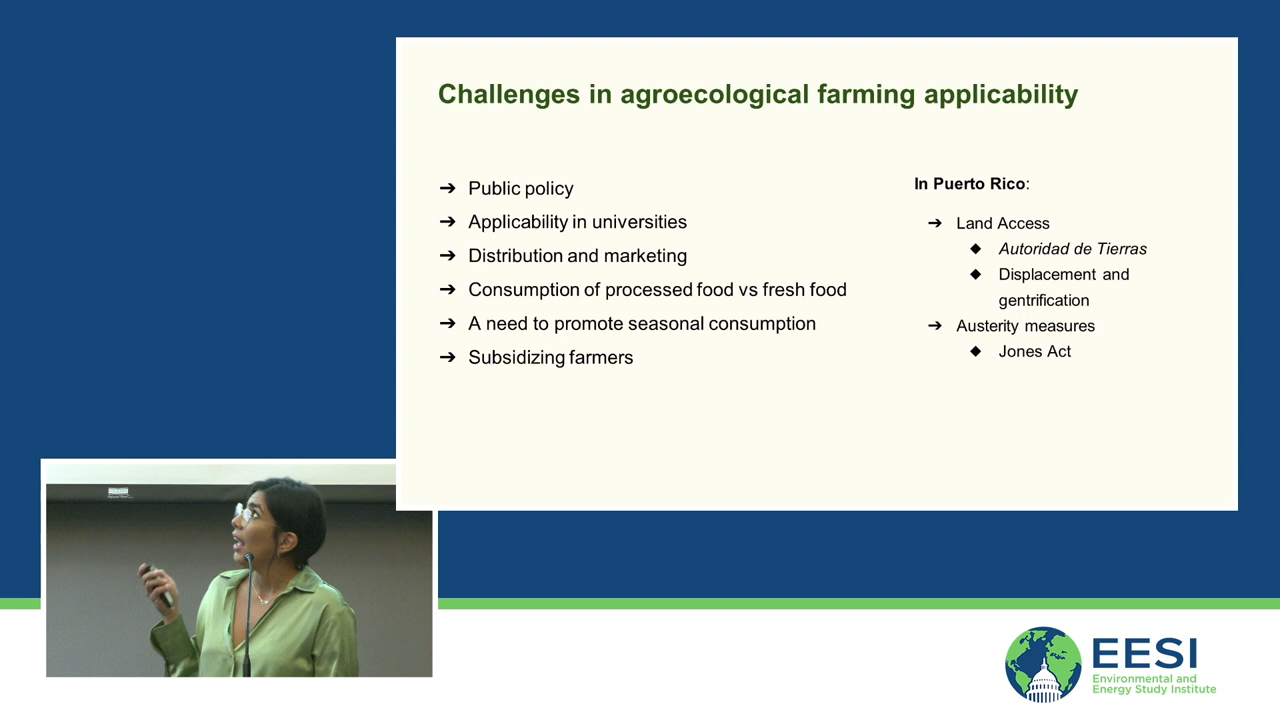 Challenges in agroecological farming applicability
➔ Public policy
➔ Applicability in universities
➔ Distribution and marketing
➔ Consumption of processed food vs fresh food
➔ A need to promote seasonal consumption
➔ Subsidizing farmers
In Puerto Rico:
➔ Land Access
◆ Autoridad de Tierras
◆ Displacement and
gentrification
➔ Austerity measures
◆ Jones Act
EESI
Environmental and
Energy Study Institute